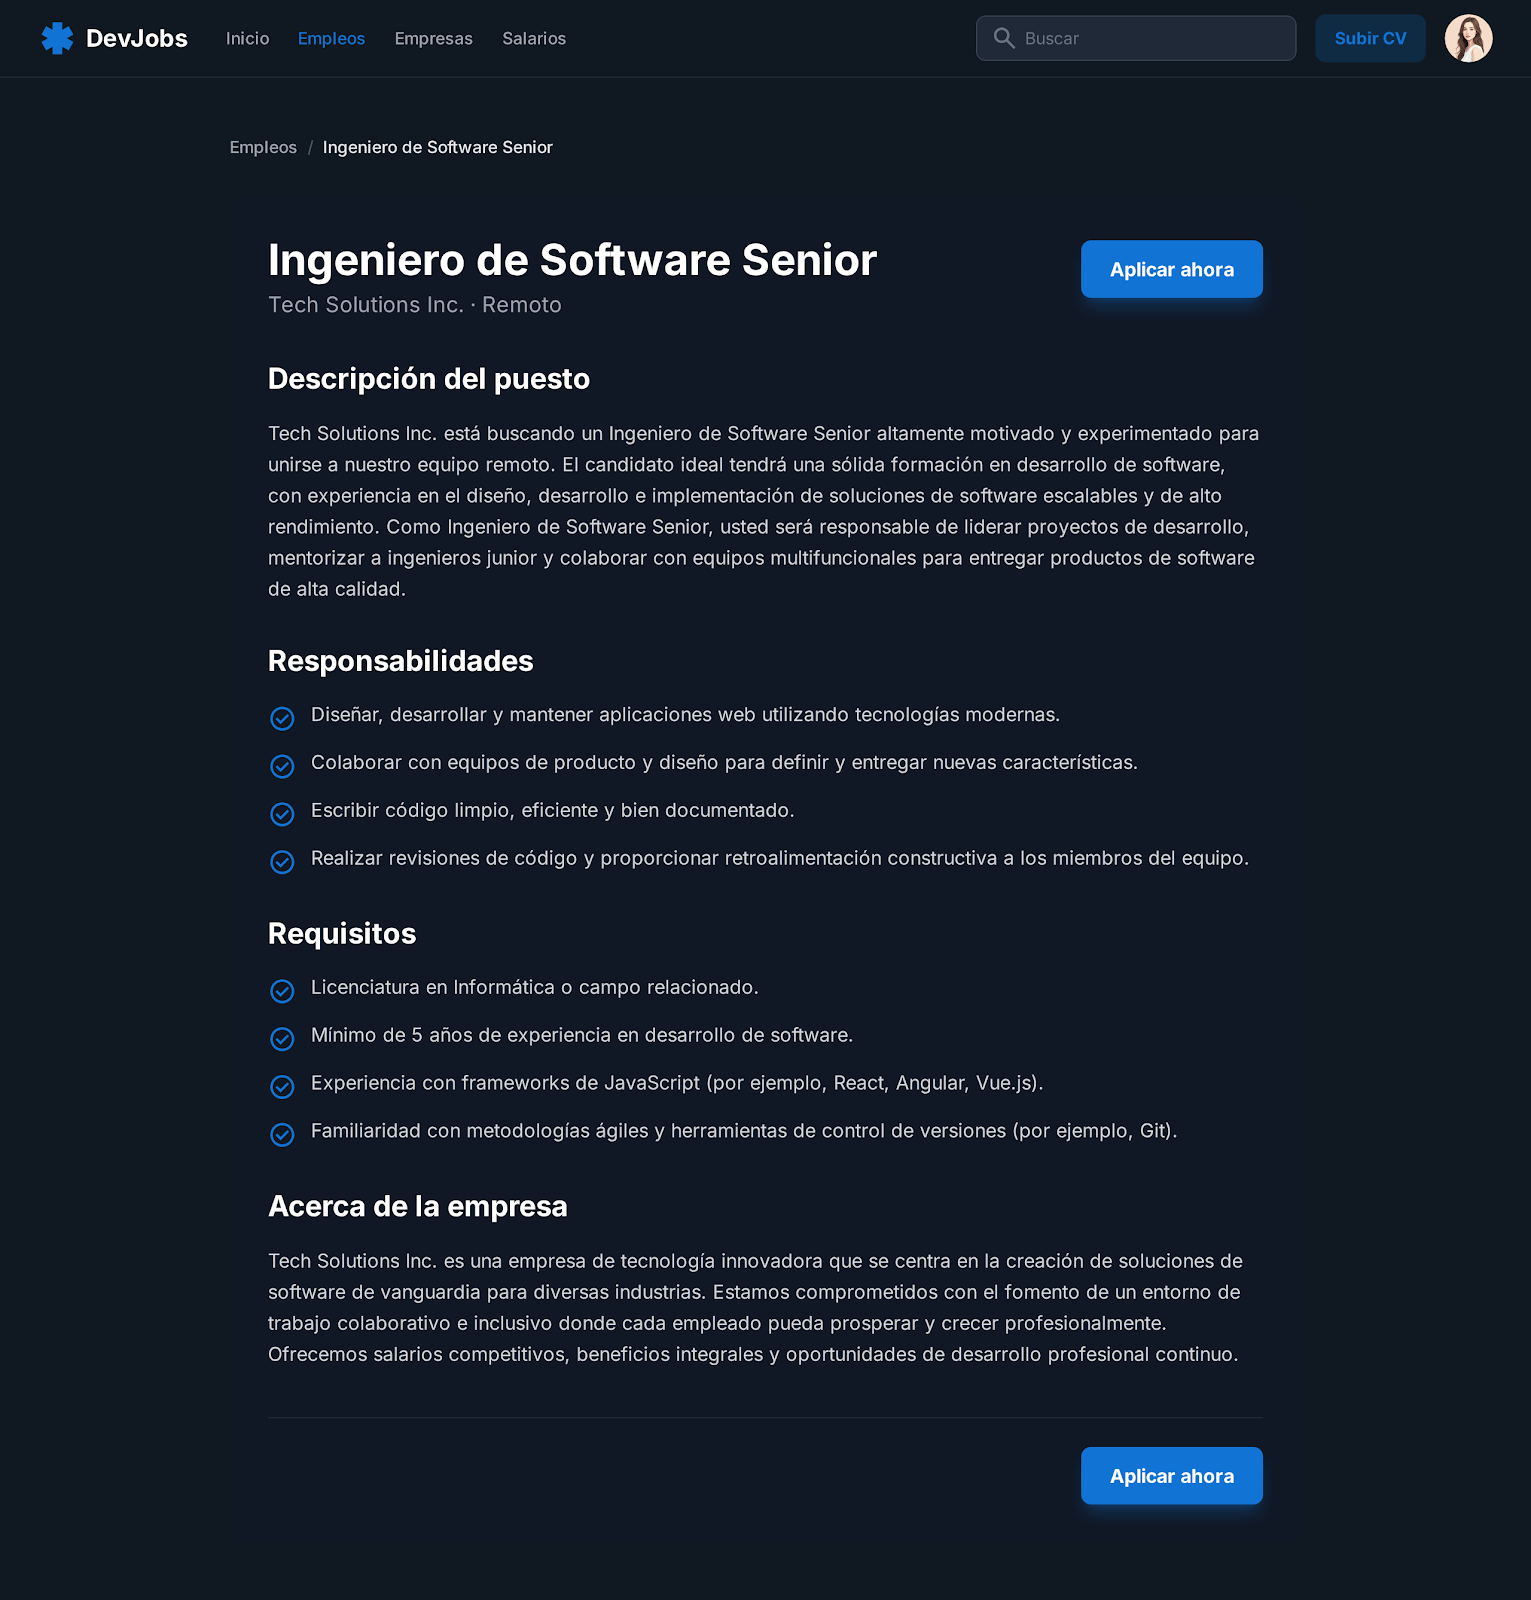 DevJobs
Inicio
Empleos
Empresas
Salarios
Buscar
Subir CV
Empleos / Ingeniero de Software Senior
Ingeniero de Software Senior
Aplicar ahora
Tech Solutions Inc. · Remoto
Descripción del puesto
Tech Solutions Inc. está buscando un Ingeniero de Software Senior altamente motivado y experimentado para
unirse a nuestro equipo remoto. El candidato ideal tendrá una sólida formación en desarrollo de software,
con experiencia en el diseño, desarrollo e implementación de soluciones de software escalables y de alto
rendimiento. Como Ingeniero de Software Senior, usted será responsable de liderar proyectos de desarrollo,
mentorizar a ingenieros junior y colaborar con equipos multifuncionales para entregar productos de software
de alta calidad.
Responsabilidades
Diseñar, desarrollar y mantener aplicaciones web utilizando tecnologías modernas.
Colaborar con equipos de producto y diseño para definir y entregar nuevas características.
Escribir código limpio, eficiente y bien documentado.
Realizar revisiones de código y proporcionar retroalimentación constructiva a los miembros del equipo.
Requisitos
Licenciatura en Informática o campo relacionado.
Mínimo de 5 años de experiencia en desarrollo de software.
Experiencia con frameworks de JavaScript (por ejemplo, React, Angular, Vue.js).
Familiaridad con metodologías ágiles y herramientas de control de versiones (por ejemplo, Git).
Acerca de la empresa
Tech Solutions Inc. es una empresa de tecnología innovadora que se centra en la creación de soluciones de
software de vanguardia para diversas industrias. Estamos comprometidos con el fomento de un entorno de
trabajo colaborativo e inclusivo donde cada empleado pueda prosperar y crecer profesionalmente.
Ofrecemos salarios competitivos, beneficios integrales y oportunidades de desarrollo profesional continuo.
Aplicar ahora